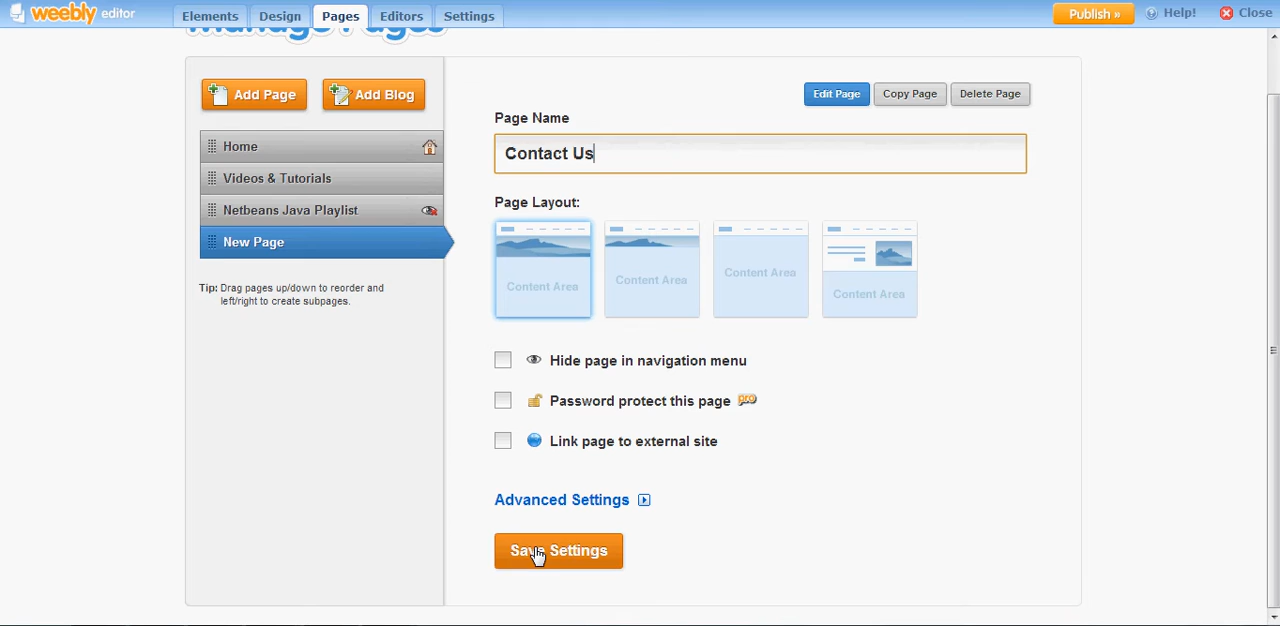 weebly editor
Elements
Design
Pages
Editors
Settings
Publish »
Help!
Close
Manage Pages
Add Page
Add Blog
Home
Videos & Tutorials
Netbeans Java Playlist
New Page
Tip: Drag pages up/down to reorder and
left/right to create subpages.
Edit Page
Copy Page
Delete Page
Page Name
Contact Us
Page Layout:
Content Area
Content Area
Content Area
Content Area
Hide page in navigation menu
Password protect this page pro
Link page to external site
Advanced Settings
Save Settings